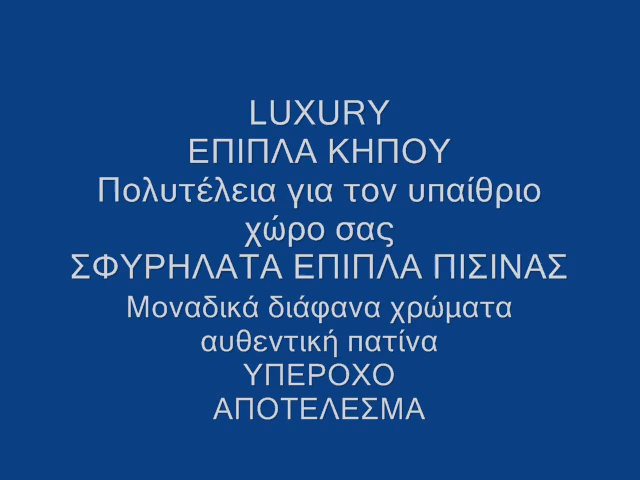 LUXURY
ΕΠΙΠΛΑ ΚΗΠΟΥ
Πολυτέλεια για τον υπαίθριο
χώρο σας
ΣΦΥΡΗΛΑΤΑ ΕΠΙΠΛΑ ΠΙΣΙΝΑΣ
Μοναδικά διάφανα χρώματα
αυθεντική πατίνα
ΥΠΕΡΟΧΟ
ΑΠΟΤΕΛΕΣΜΑ